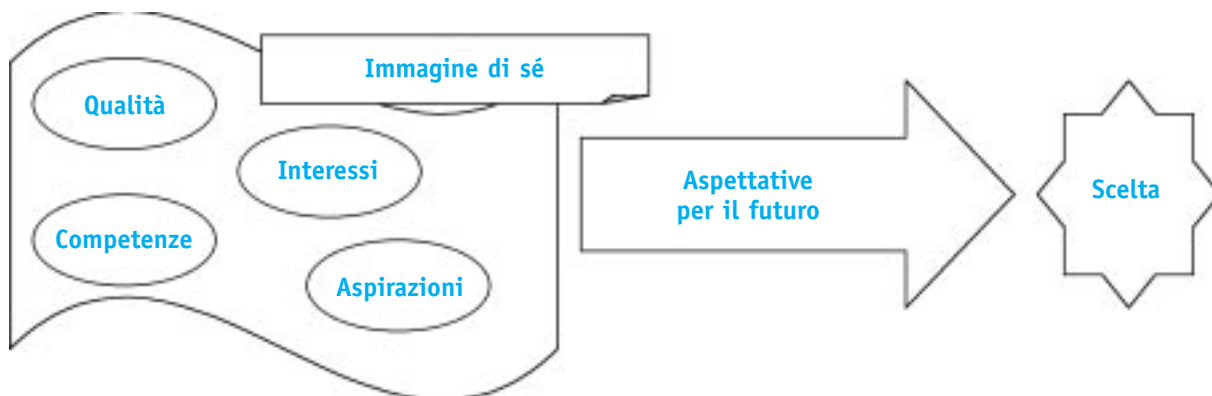 Immagine di sé
Qualità
Interessi
Competenze
Aspirazioni
Aspettative
per il futuro
Scelta